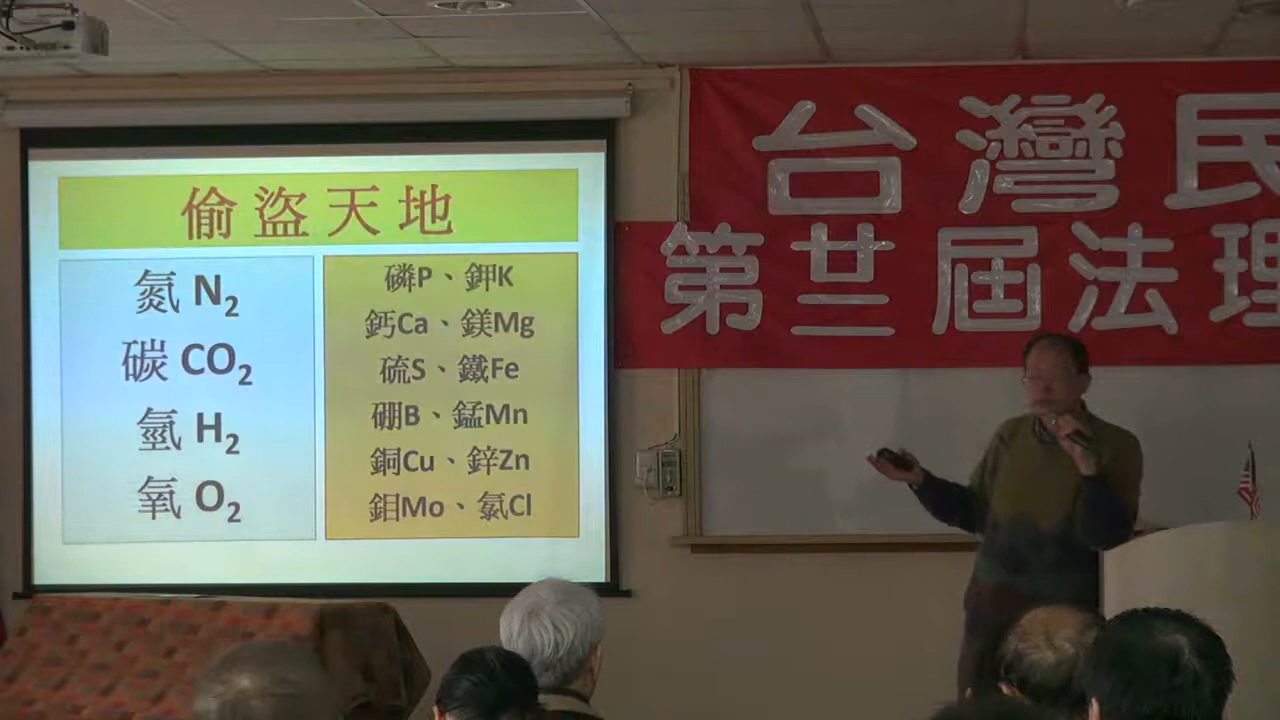 偷盜天地
氮 N₂
碳 CO₂
氫 H₂
氧 O₂
磷P、鉀K
鈣Ca、鎂Mg
硫S、鐵Fe
硼B、錳Mn
銅Cu、鋅Zn
鉬Mo、氯Cl
台灣民
第廿二屆法理